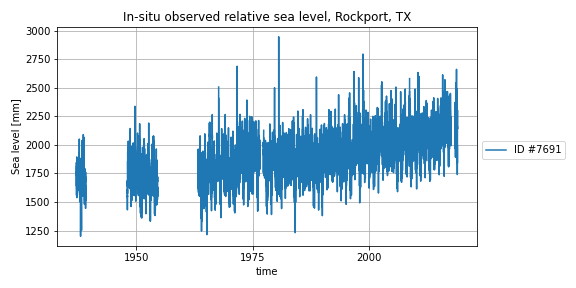 In-situ observed relative sea level, Rockport, TX
3000
2750
2500
2250
2000
1750
1500
1250
Sea level [mm]
1950
1975
2000
time
ID #7691